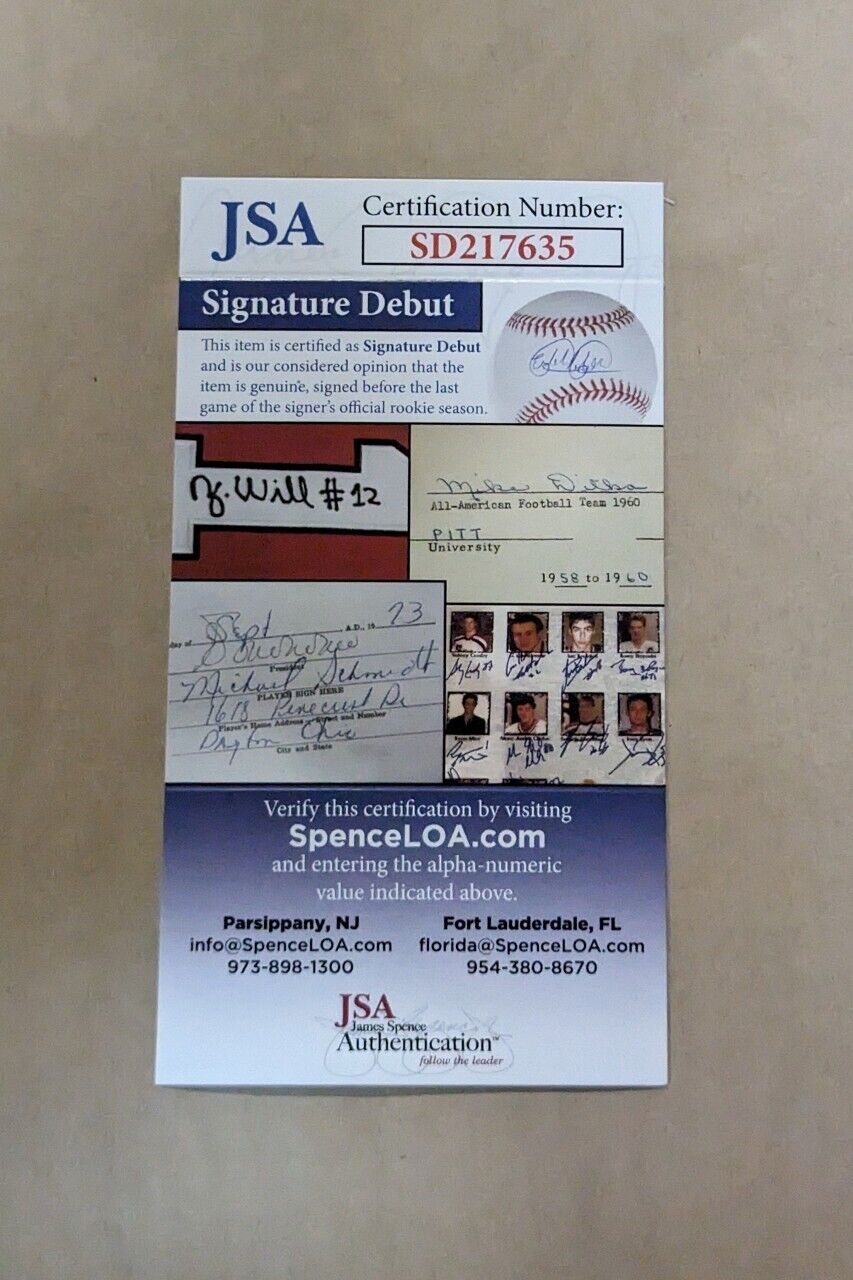 JSA
Certification Number:
SD217635
Signature Debut
This item is certified as Signature Debut
and is our considered opinion that the
item is genuine, signed before the last
game of the signer's official rookie season.
Z. Will #12
Mike Ditka
All-American Football Team 1960
PITT
University
1958 to 1960
day of Sept A.D., 19 73
President
Michael Schmidt
PLAYER SIGN HERE
1618 Pinecrest Dr
Player's Home Address - Street and Number
Dayton Ohio
City and State
Verify this certification by visiting
SpenceLOA.com
and entering the alpha-numeric
value indicated above.
Parsippany, NJ
info@SpenceLOA.com
973-898-1300
Fort Lauderdale, FL
florida@SpenceLOA.com
954-380-8670
JSA
James Spence
Authentication™
follow the leader